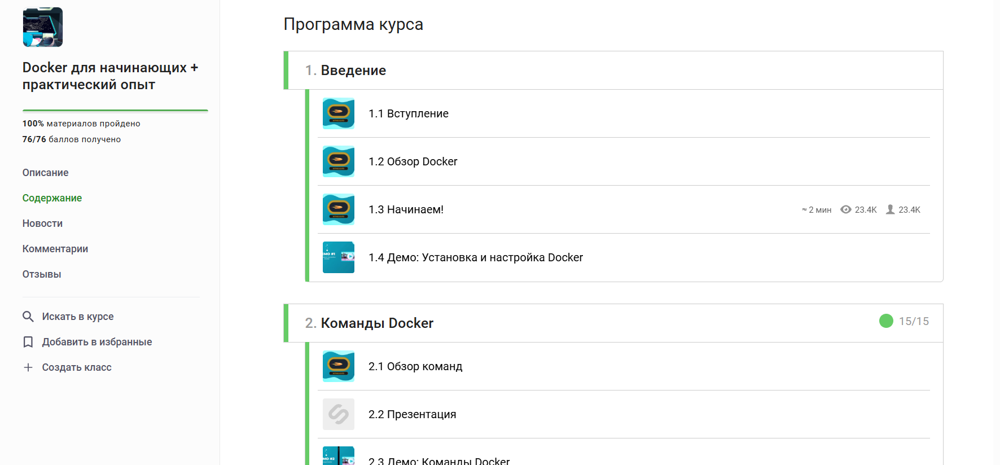 Docker для начинающих +
практический опыт
100% материалов пройдено
76/76 баллов получено
Описание
Содержание
Новости
Комментарии
Отзывы
Искать в курсе
Добавить в избранные
Создать класс
Программа курса
1. Введение
1.1 Вступление
1.2 Обзор Docker
1.3 Начинаем! ≈ 2 мин 23.4K 23.4K
1.4 Демо: Установка и настройка Docker
2. Команды Docker 15/15
2.1 Обзор команд
2.2 Презентация
2.3 Демо: Команды Docker